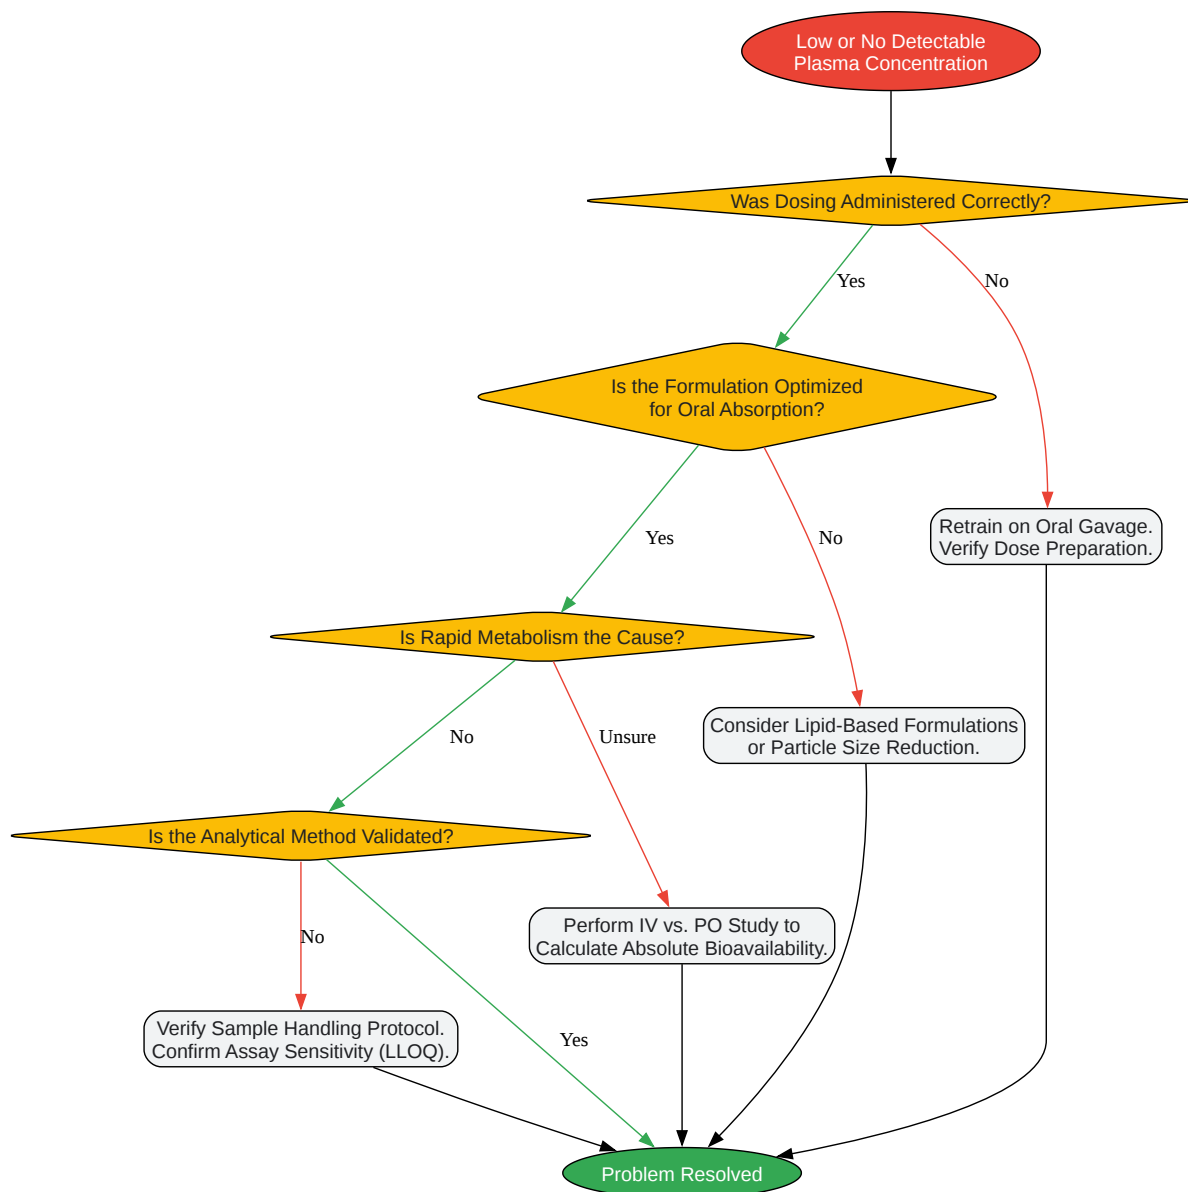 Low or No Detectable
Plasma Concentration
Was Dosing Administered Correctly?
Yes
No
Is the Formulation Optimized
for Oral Absorption?
Yes
No
Retrain on Oral Gavage.
Verify Dose Preparation.
Is Rapid Metabolism the Cause?
No
Unsure
Consider Lipid-Based Formulations
or Particle Size Reduction.
Is the Analytical Method Validated?
No
Yes
Perform IV vs. PO Study to
Calculate Absolute Bioavailability.
Verify Sample Handling Protocol.
Confirm Assay Sensitivity (LLOQ).
Problem Resolved